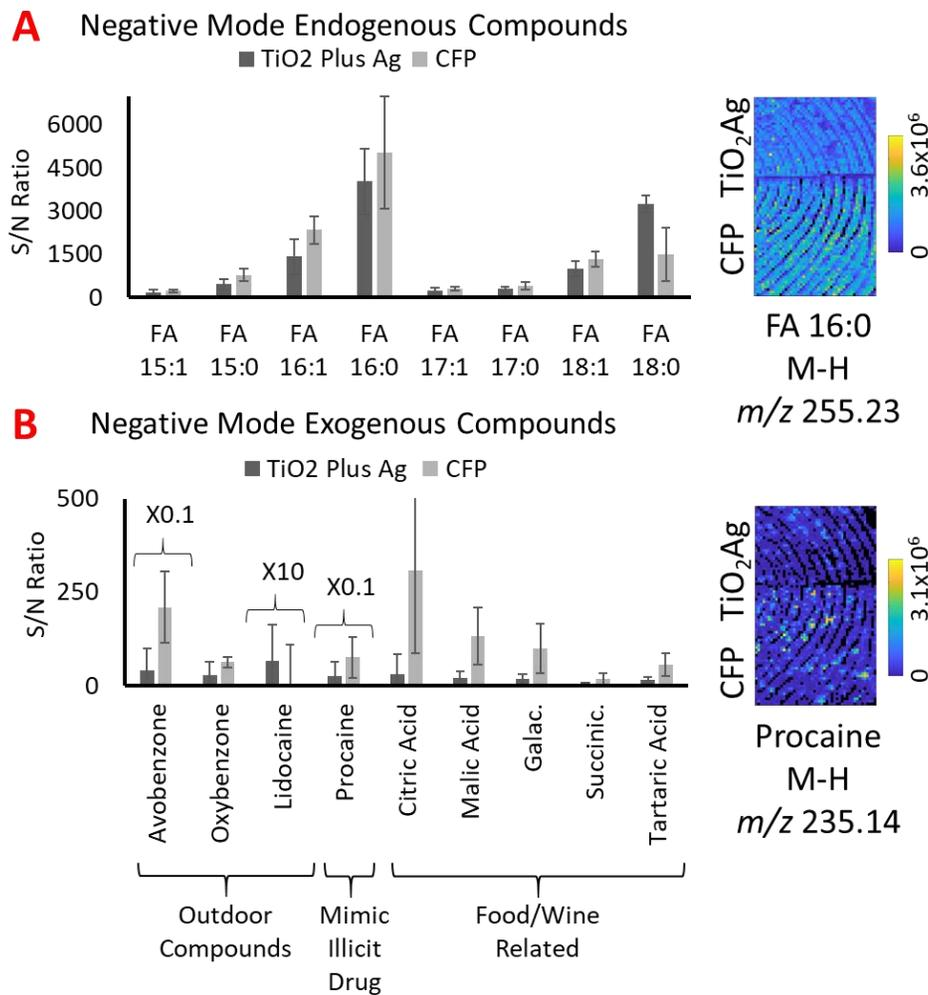 A
Negative Mode Endogenous Compounds
TiO2 Plus Ag CFP
S/N Ratio
6000
4500
3000
1500
0
FA 15:1
FA 15:0
FA 16:1
FA 16:0
FA 17:1
FA 17:0
FA 18:1
FA 18:0
TiO₂Ag
CFP
3.6x10⁶
0
FA 16:0
M-H
m/z 255.23
B
Negative Mode Exogenous Compounds
TiO2 Plus Ag CFP
S/N Ratio
500
250
0
X0.1
X10
X0.1
Avobenzone
Oxybenzone
Lidocaine
Procaine
Citric Acid
Malic Acid
Galac.
Succinic.
Tartaric Acid
Outdoor
Compounds
Mimic
Illicit
Drug
Food/Wine
Related
TiO₂Ag
CFP
3.1x10⁶
0
Procaine
M-H
m/z 235.14